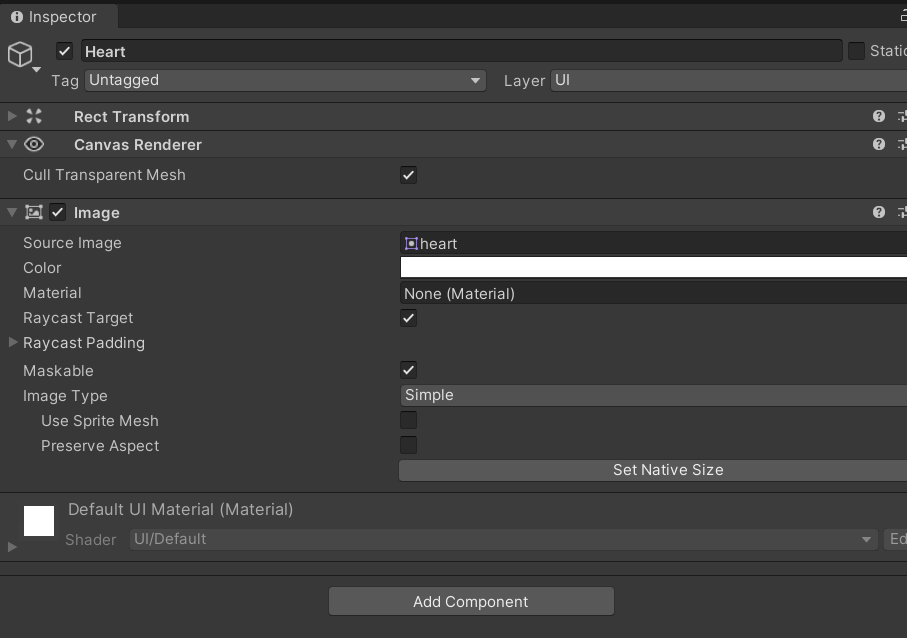 Inspector
Heart
Static
Tag Untagged Layer UI
Rect Transform
Canvas Renderer
Cull Transparent Mesh
Image
Source Image heart
Color
Material None (Material)
Raycast Target
Raycast Padding
Maskable
Image Type Simple
Use Sprite Mesh
Preserve Aspect
Set Native Size
Default UI Material (Material)
Shader UI/Default Ed
Add Component